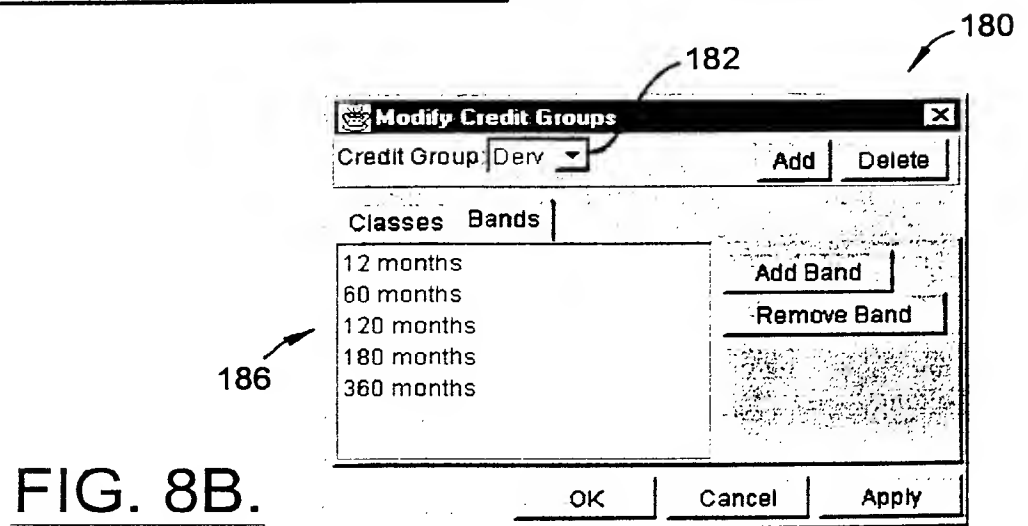 180
182
Modify Credit Groups
Credit Group: Derv Add Delete
Classes Bands
12 months
60 months
120 months
180 months
360 months
Add Band
Remove Band
186
OK Cancel Apply
FIG. 8B.